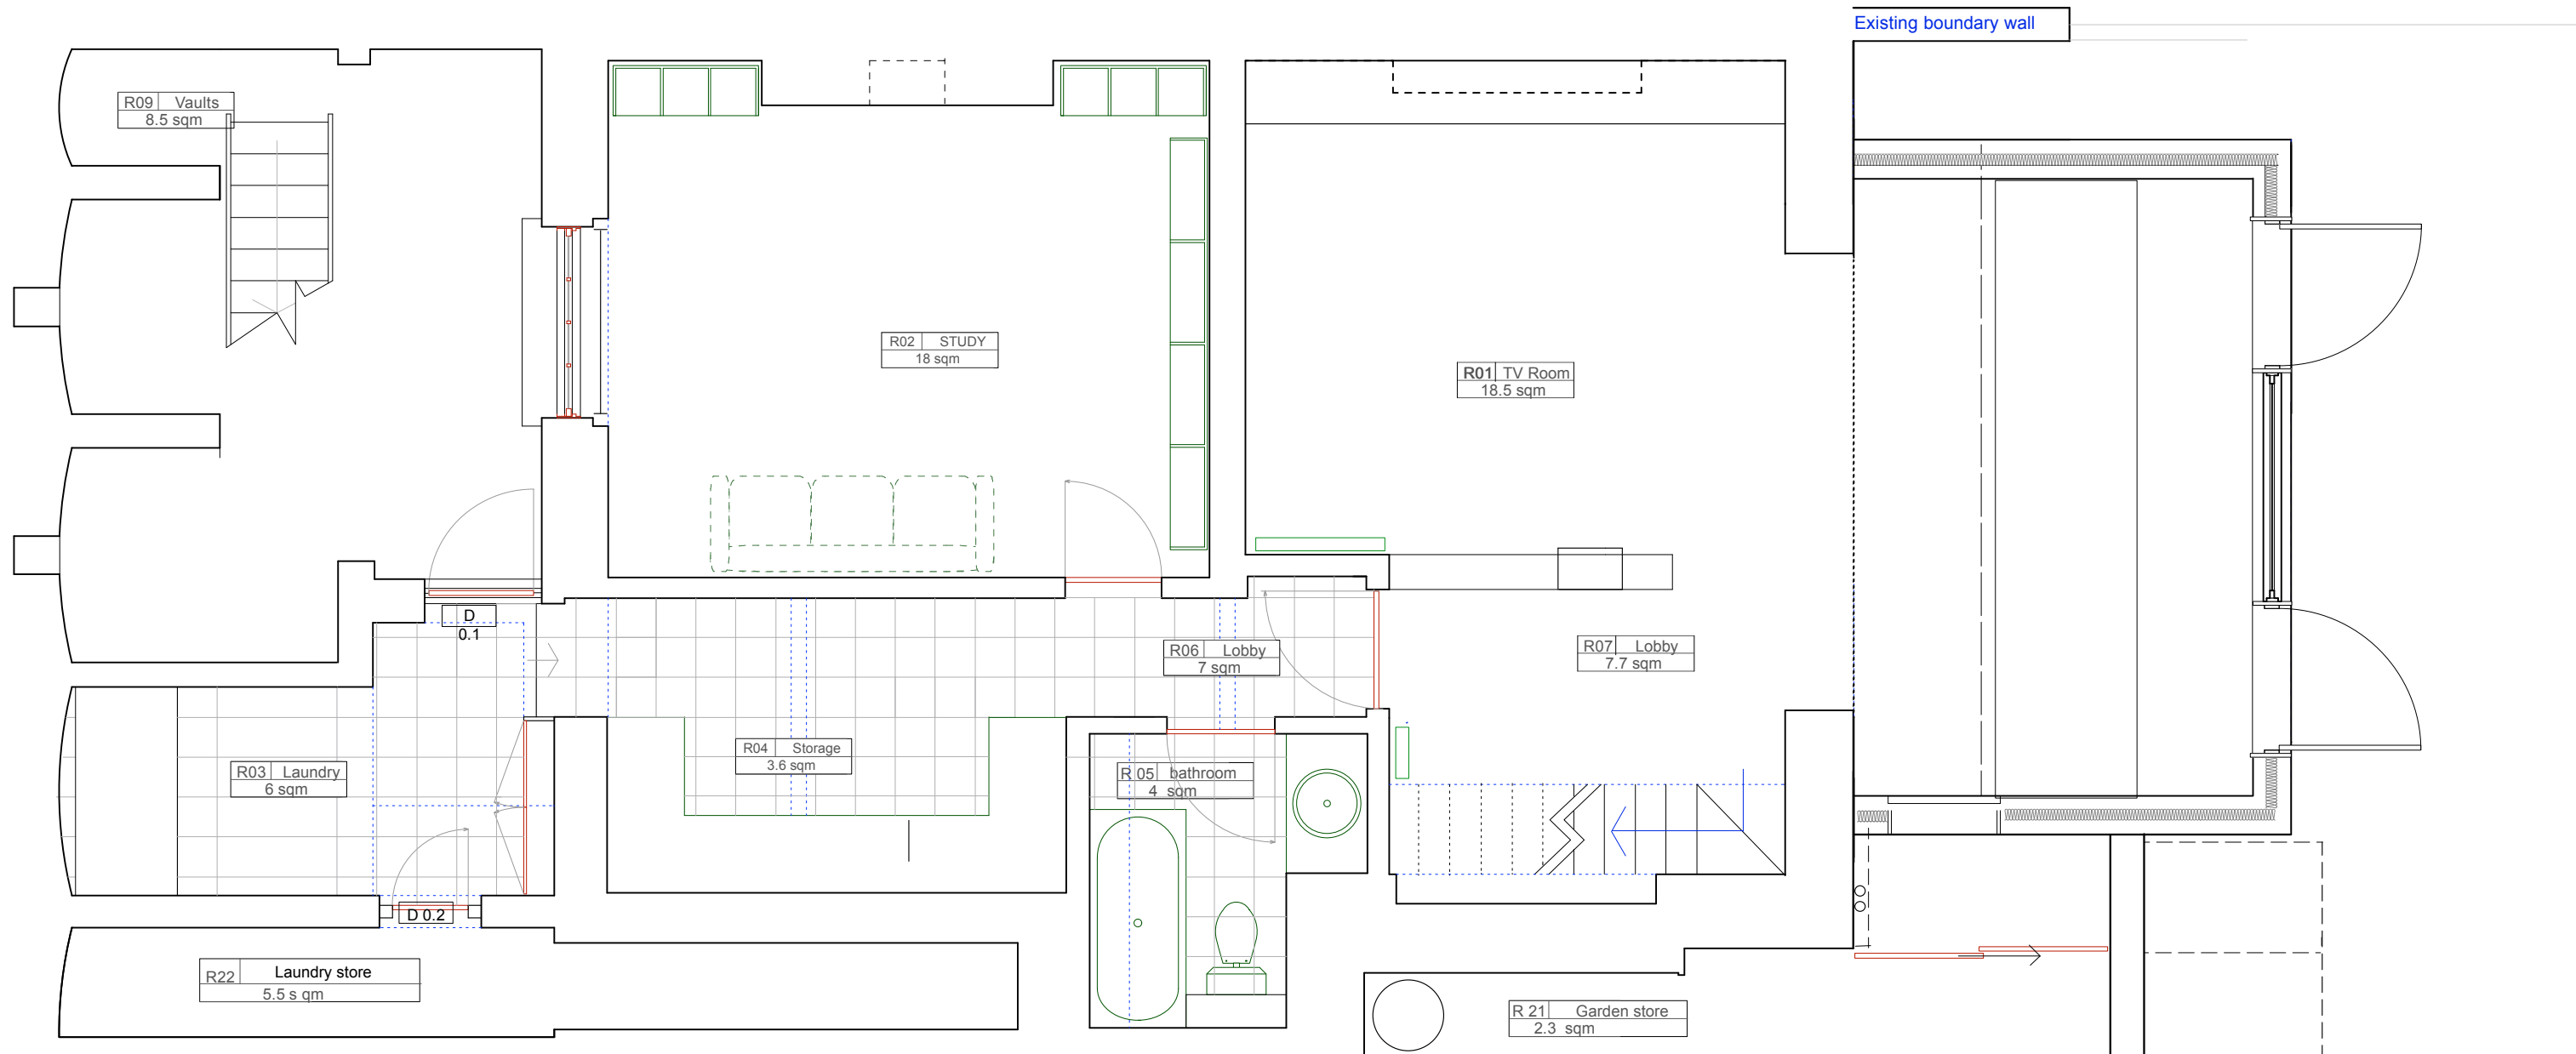 Existing boundary wall
R09 Vaults
8.5 sqm
R02 STUDY
18 sqm
R01 TV Room
18.5 sqm
D
0.1
R06 Lobby
7 sqm
R07 Lobby
7.7 sqm
R04 Storage
3.6 sqm
R03 Laundry
6 sqm
R 05 bathroom
4 sqm
D 0.2
R22 Laundry store
5.5 s qm
R 21 Garden store
2.3 sqm